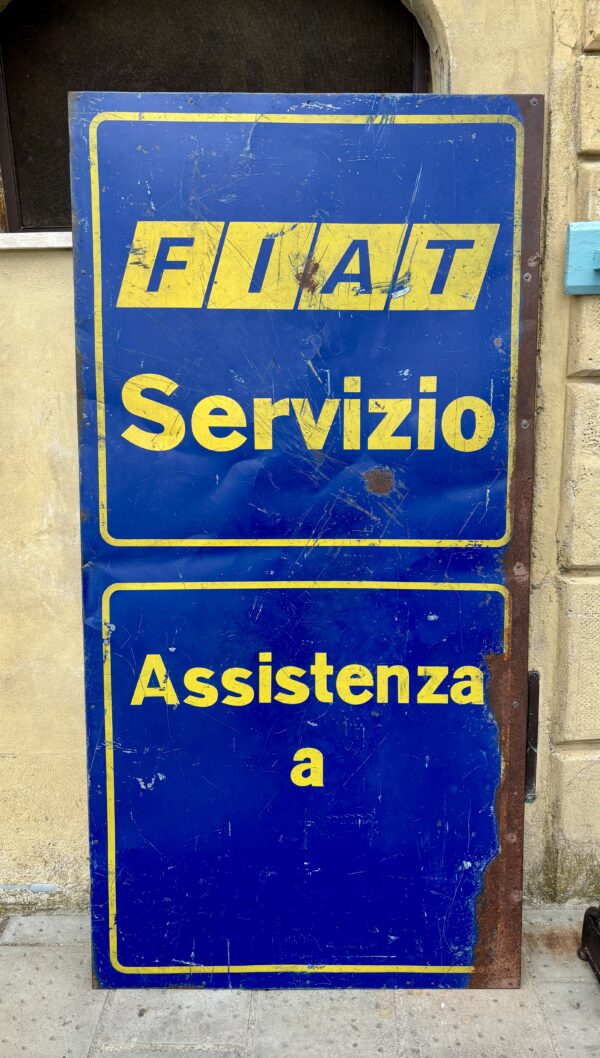 FIAT
Servizio
Assistenza
a